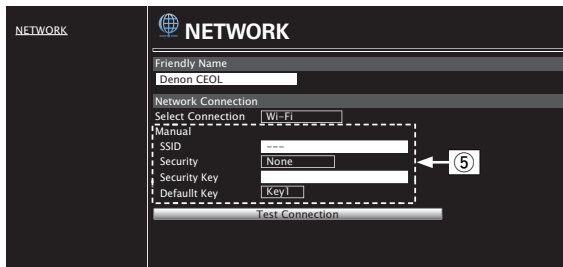 NETWORK
NETWORK
Friendly Name
Denon CEOL
Network Connection
Select Connection Wi-Fi
Manual
SSID ---
Security None
Security Key
Defaullt Key Key1
Test Connection
⑤